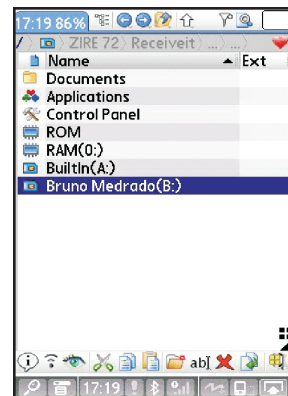 17:19 86%
/ ZIRE 72 Receiveit ... ...
Name Ext
Documents
Applications
Control Panel
ROM
RAM(0:)
BuiltIn(A:)
Bruno Medrado(B:)
ab
17:19